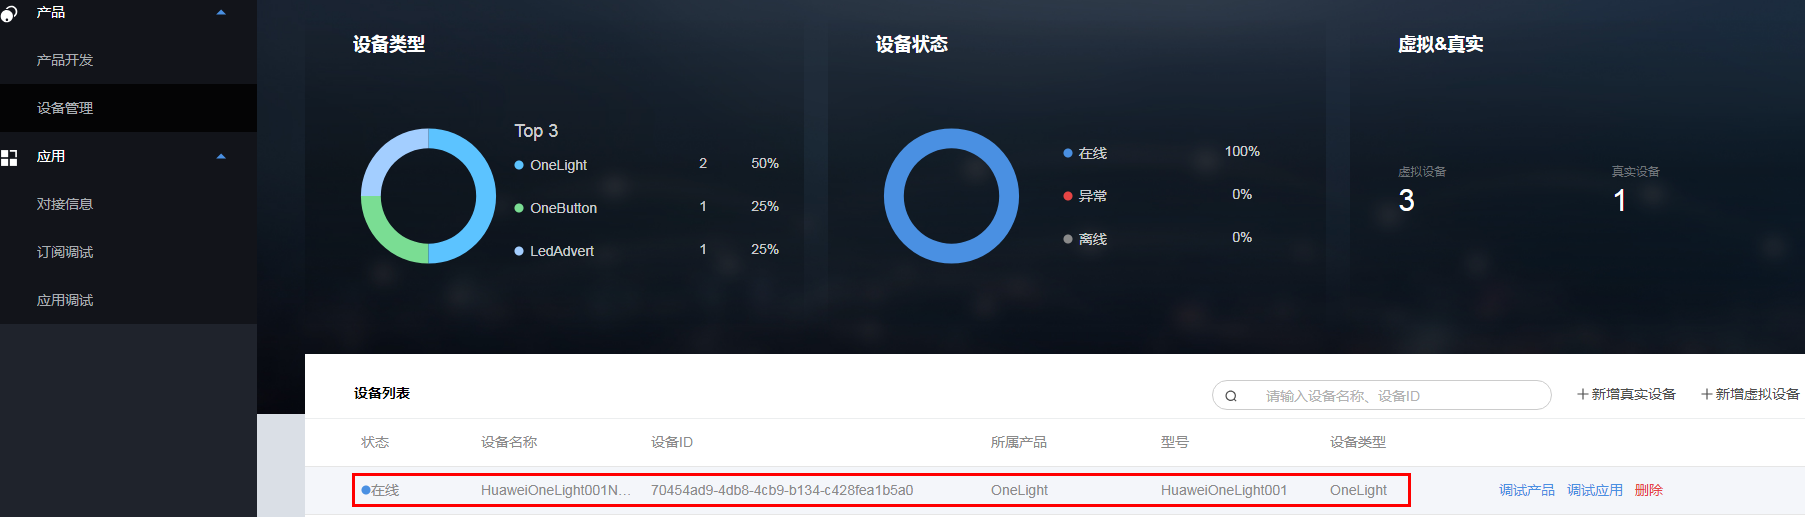 产品
产品开发
设备管理
应用
对接信息
订阅调试
应用调试
设备类型
Top 3
OneLight 2 50%
OneButton 1 25%
LedAdvert 1 25%
设备状态
在线 100%
异常 0%
离线 0%
虚拟&真实
虚拟设备 真实设备
3 1
设备列表 请输入设备名称、设备ID +新增真实设备 +新增虚拟设备
状态 设备名称 设备ID 所属产品 型号 设备类型
在线 HuaweiOneLight001N... 70454ad9-4db8-4cb9-b134-c428fea1b5a0 OneLight HuaweiOneLight001 OneLight 调试产品 调试应用 删除